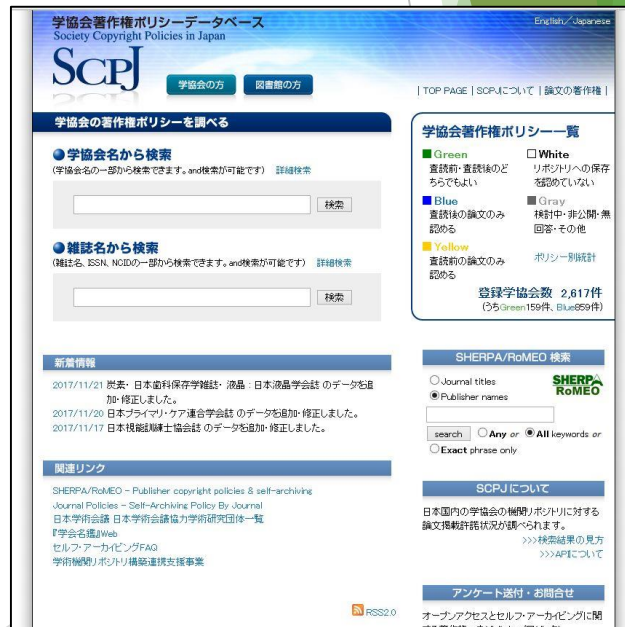 学協会著作権ポリシーデータベース
English／Japanese
Society Copyright Policies in Japan
SCPJ
学協会の方
図書館の方
| TOP PAGE | SCPJについて | 論文の著作権 |
学協会の著作権ポリシーを調べる
学協会名から検索
(学協会名の一部から検索できます。and検索が可能です) 詳細検索
検索
雑誌名から検索
(雑誌名、ISSN、NCIDの一部から検索できます。and検索が可能です) 詳細検索
検索
学協会著作権ポリシー一覧
Green
査読前・査読後のど
ちらでもよい
White
リポジトリへの保存
を認めていない
Blue
査読後の論文のみ
認める
Gray
検討中・非公開・無
回答・その他
Yellow
査読前の論文のみ
認める
ポリシー別統計
登録学協会数 2,617件
(うちGreen159件、Blue859件)
新着情報
2017/11/21 炭素・日本歯科保存学雑誌・液晶 : 日本液晶学会誌 のデータを追
加・修正しました。
2017/11/20 日本プライマリ・ケア連合学会誌 のデータを追加・修正しました。
2017/11/17 日本視能訓練士協会誌 のデータを追加・修正しました。
関連リンク
SHERPA/RoMEO - Publisher copyright policies & self-archiving
Journal Policies - Self-Archiving Policy By Journal
日本学術会議 日本学術会議協力学術研究団体一覧
『学会名鑑』Web
セルフ・アーカイビングFAQ
学術機関リポジトリ構築連携支援事業
RSS2.0
SHERPA/RoMEO 検索
Journal titles
Publisher names
SHERPA
RoMEO
search Any or All keywords or
Exact phrase only
SCPJ について
日本国内の学協会の機関リポジトリに対する
論文掲載許諾状況が調べられます。
>>>検索結果の見方
>>>APIについて
アンケート送付・お問合せ
オープンアクセスとセルフ・アーカイビングに関